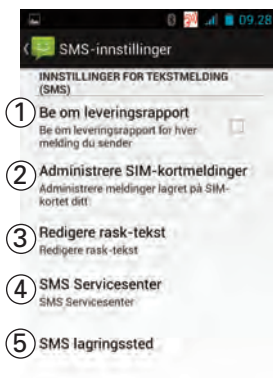 09.28
SMS-innstillinger
INNSTILLINGER FOR TEKSTMELDING
(SMS)
1 Be om leveringsrapport
Be om leveringsrapport for hver
melding du sender
2 Administrere SIM-kortmeldinger
Administrere meldinger lagret på SIM-
kortet ditt
3 Redigere rask-tekst
Redigere rask-tekst
4 SMS Servicesenter
SMS Servicesenter
5 SMS lagringssted